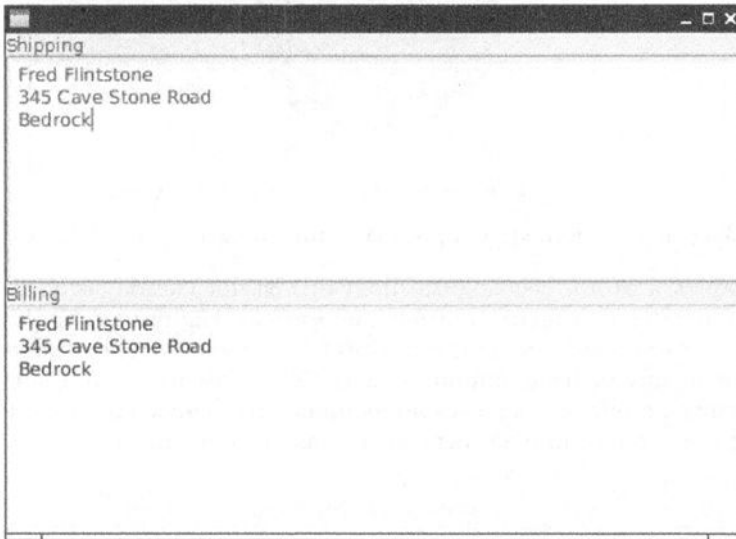 Shipping
Fred Flintstone
345 Cave Stone Road
Bedrock
Billing
Fred Flintstone
345 Cave Stone Road
Bedrock